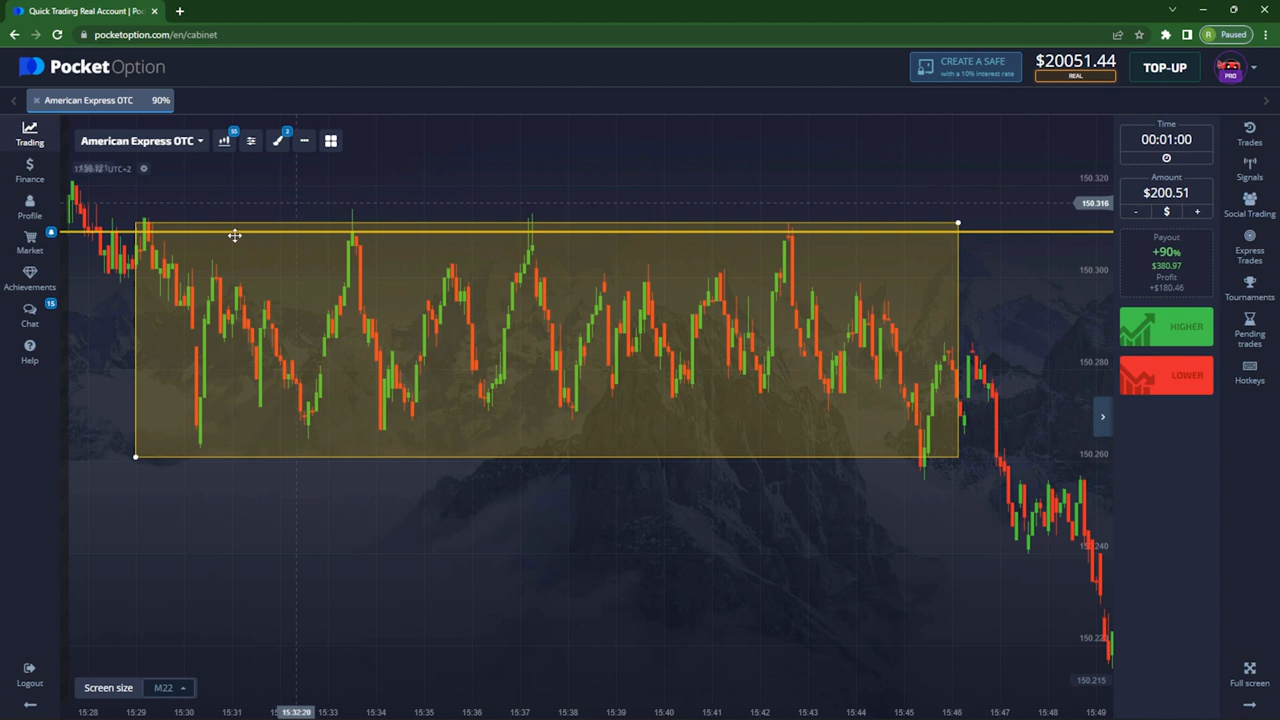 Quick Trading Real Account | Po
pocketoption.com/en/cabinet
R Paused
PocketOption
CREATE A SAFE
with a 10% interest rate
$20051.44
REAL
TOP-UP
PRO
American Express OTC 90%
Trading
Finance
Profile
Market
Achievements
15
Chat
Help
Logout
American Express OTC
55
2
UTC+2
150.320
150.316
150.300
150.280
150.260
150.240
150.22
150.215
Screen size M22
15:28 15:29 15:30 15:31 15:32:20 15:33 15:34 15:35 15:36 15:37 15:38 15:39 15:40 15:41 15:42 15:43 15:44 15:45 15:46 15:47 15:48 15:49
Time
00:01:00
Amount
$200.51
- $ +
Payout
+90%
$380.97
Profit
+$180.46
HIGHER
LOWER
Trades
Signals
Social Trading
Express
Trades
Tournaments
Pending
trades
Hotkeys
Full screen